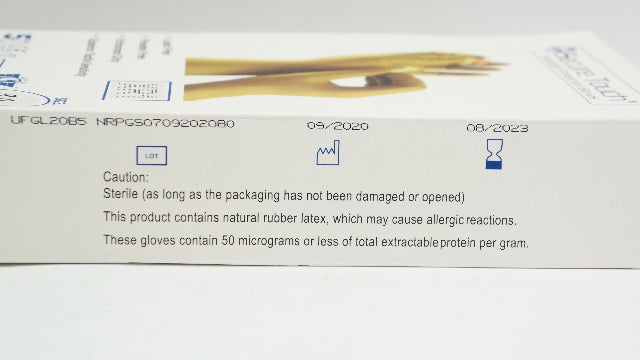 UFGL20B5 NRPGS0709202080
09/2020
08/2023
LOT
Caution:
Sterile (as long as the packaging has not been damaged or opened)
This product contains natural rubber latex, which may cause allergic reactions.
These gloves contain 50 micrograms or less of total extractable protein per gram.